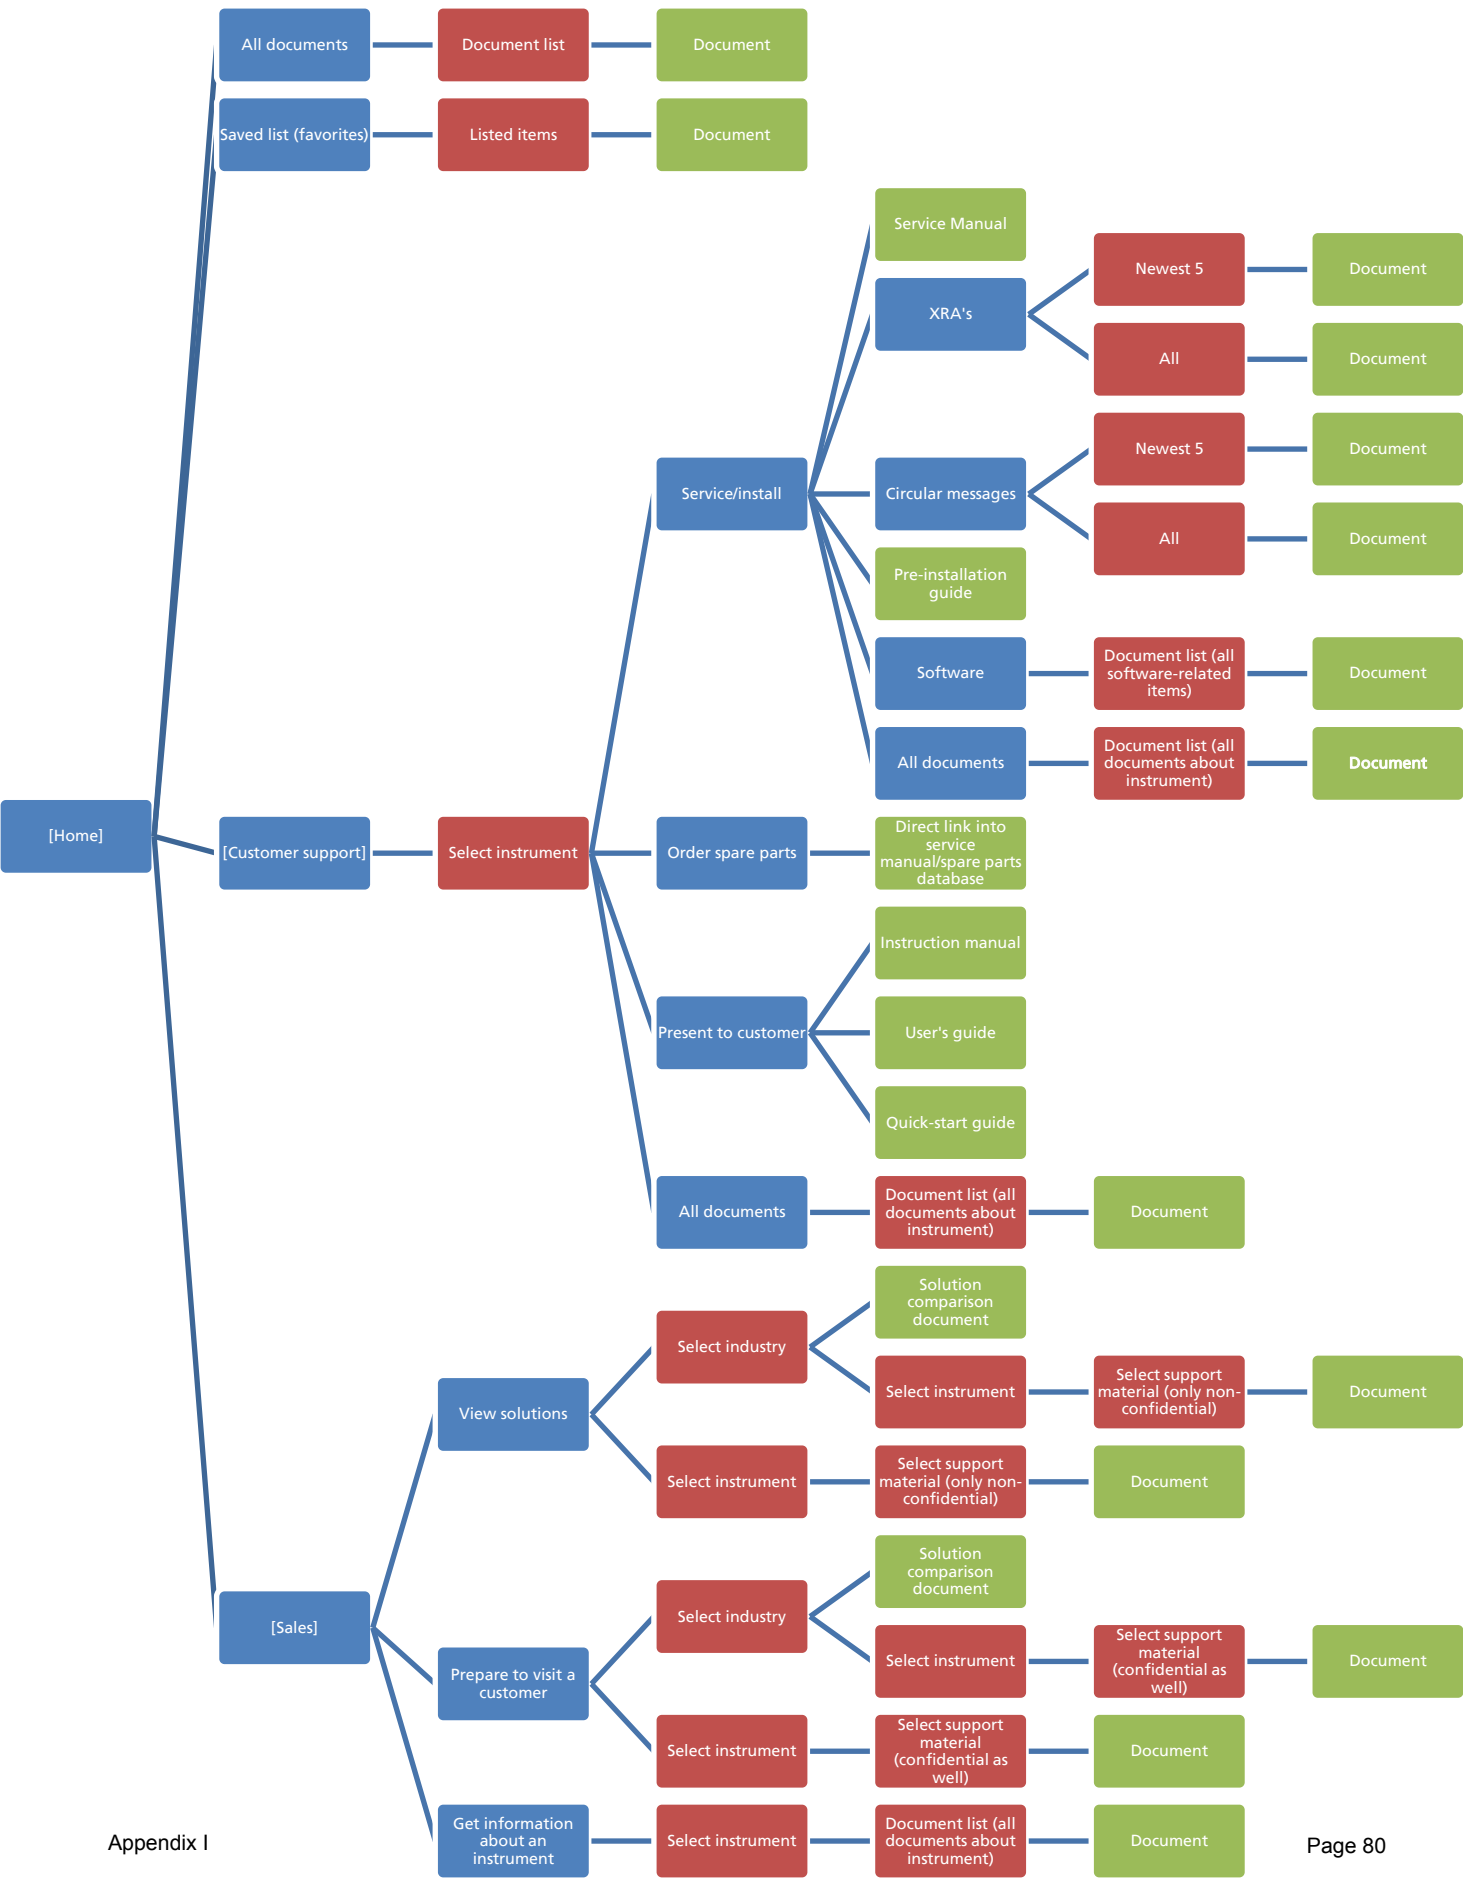 All documents
Document list
Document
Saved list (favorites)
Listed items
Document
Service Manual
XRA's
Newest 5
Document
All
Document
Service/install
Circular messages
Newest 5
Document
All
Document
Pre-installation
guide
Software
Document list (all
software-related
items)
Document
All documents
Document list (all
documents about
instrument)
Document
[Home]
[Customer support]
Select instrument
Order spare parts
Direct link into
service
manual/spare parts
database
Present to customer
Instruction manual
User's guide
Quick-start guide
All documents
Document list (all
documents about
instrument)
Document
[Sales]
View solutions
Select industry
Solution
comparison
document
Select instrument
Select support
material (only non-
confidential)
Document
Select instrument
Select support
material (only non-
confidential)
Document
Prepare to visit a
customer
Select industry
Solution
comparison
document
Select instrument
Select support
material
(confidential as
well)
Document
Select instrument
Select support
material
(confidential as
well)
Document
Get information
about an
instrument
Select instrument
Document list (all
documents about
instrument)
Document
Appendix I
Page 80